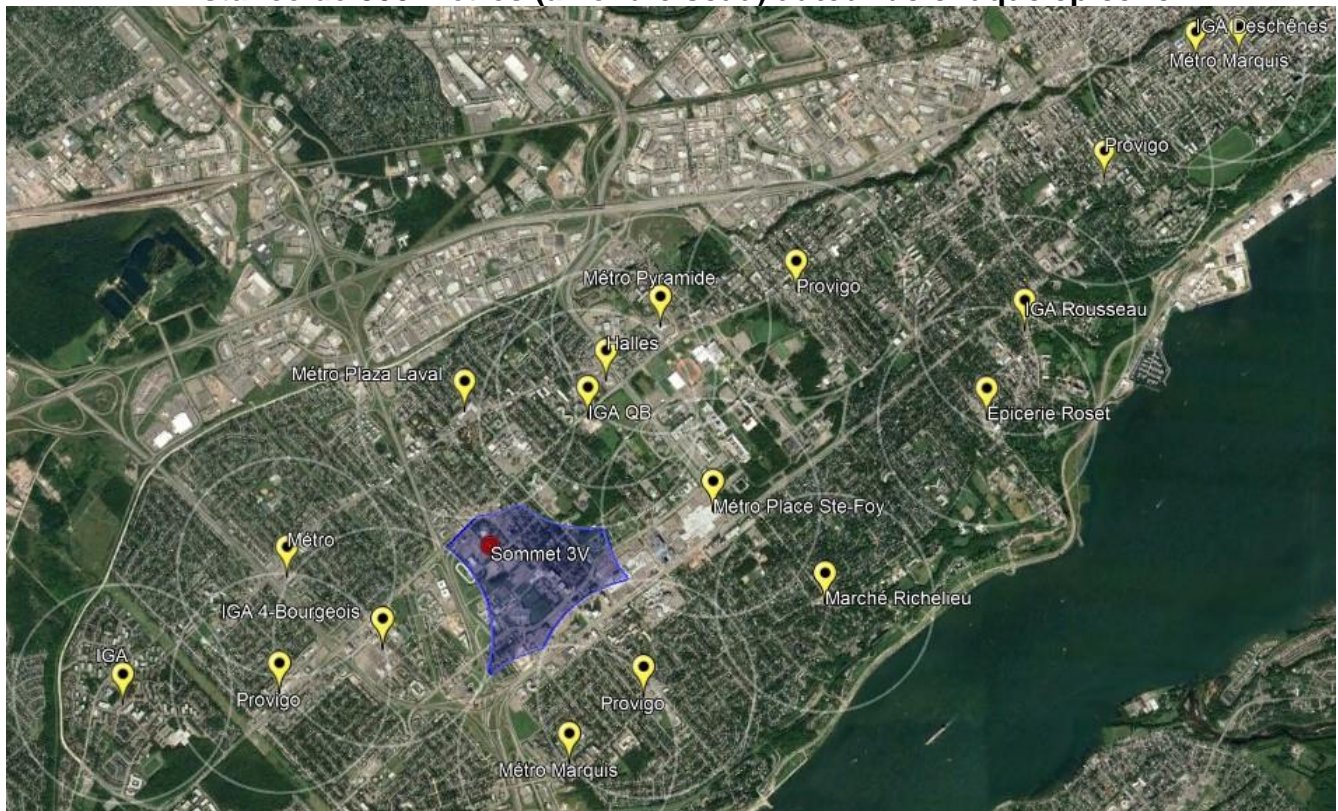 IGA Deschênes
Métro Marquis
Provigo
Métro Pyramide
Provigo
IGA Rousseau
Halles
Métro Plaza Laval
IGA QB
Épicerie Roset
Métro Place Ste-Foy
Métro
Sommet 3V
Marché Richelieu
IGA 4-Bourgeois
IGA
Provigo
Provigo
Métro Marquis